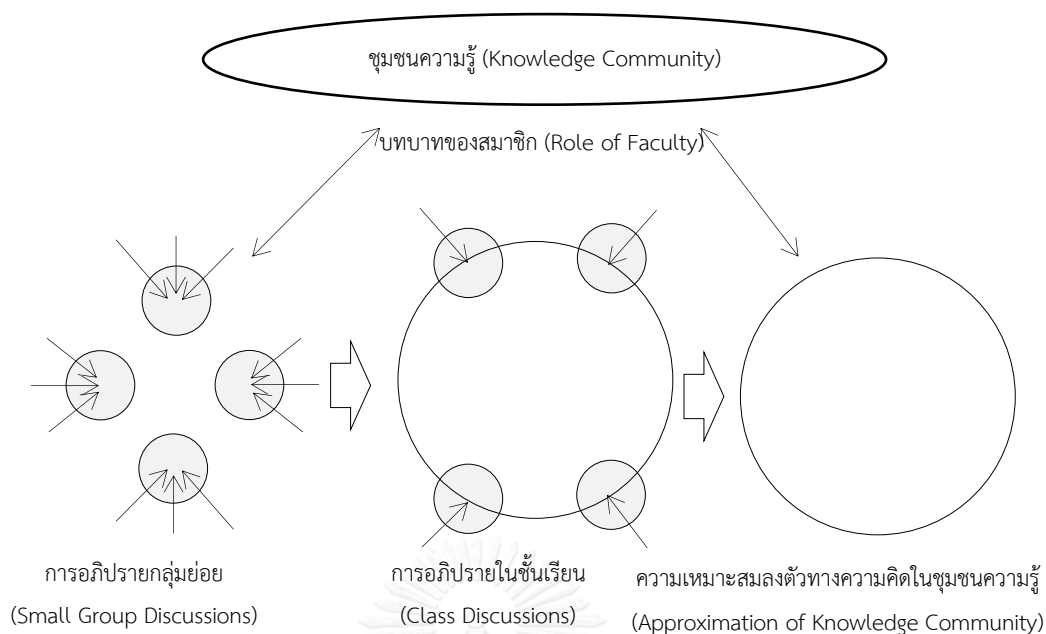 ชุมชนความรู้ (Knowledge Community)
บทบาทของสมาชิก (Role of Faculty)
การอภิปรายกลุ่มย่อย
(Small Group Discussions)
การอภิปรายในชั้นเรียน
(Class Discussions)
ความเหมาะสมลงตัวทางความคิดในชุมชนความรู้
(Approximation of Knowledge Community)